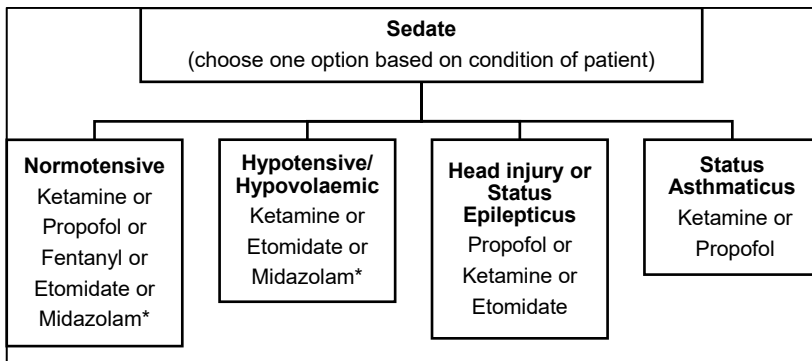 Sedate
(choose one option based on condition of patient)
Normotensive
Ketamine or
Propofol or
Fentanyl or
Etomidate or
Midazolam*
Hypotensive/
Hypovolaemic
Ketamine or
Etomidate or
Midazolam*
Head injury or
Status
Epilepticus
Propofol or
Ketamine or
Etomidate
Status
Asthmaticus
Ketamine or
Propofol